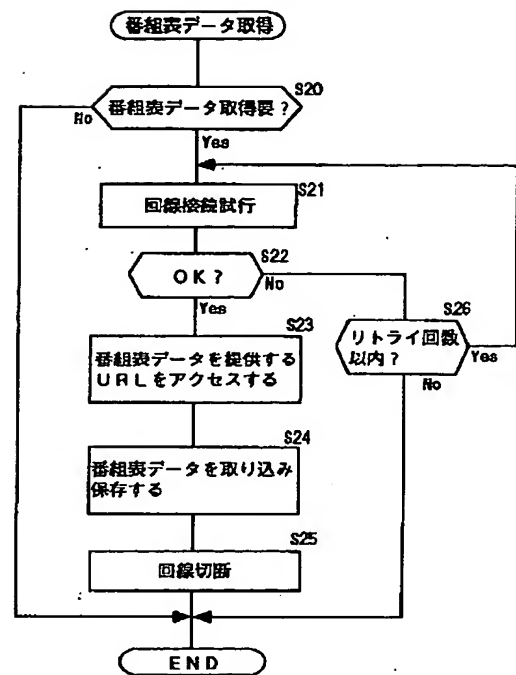 番組表データ取得
S20
番組表データ取得要？
No
Yes
S21
回線接続試行
S22
ＯＫ？
No
Yes
S26
リトライ回数
以内？
Yes
No
S23
番組表データを提供する
ＵＲＬをアクセスする
S24
番組表データを取り込み
保存する
S25
回線切断
ＥＮＤ